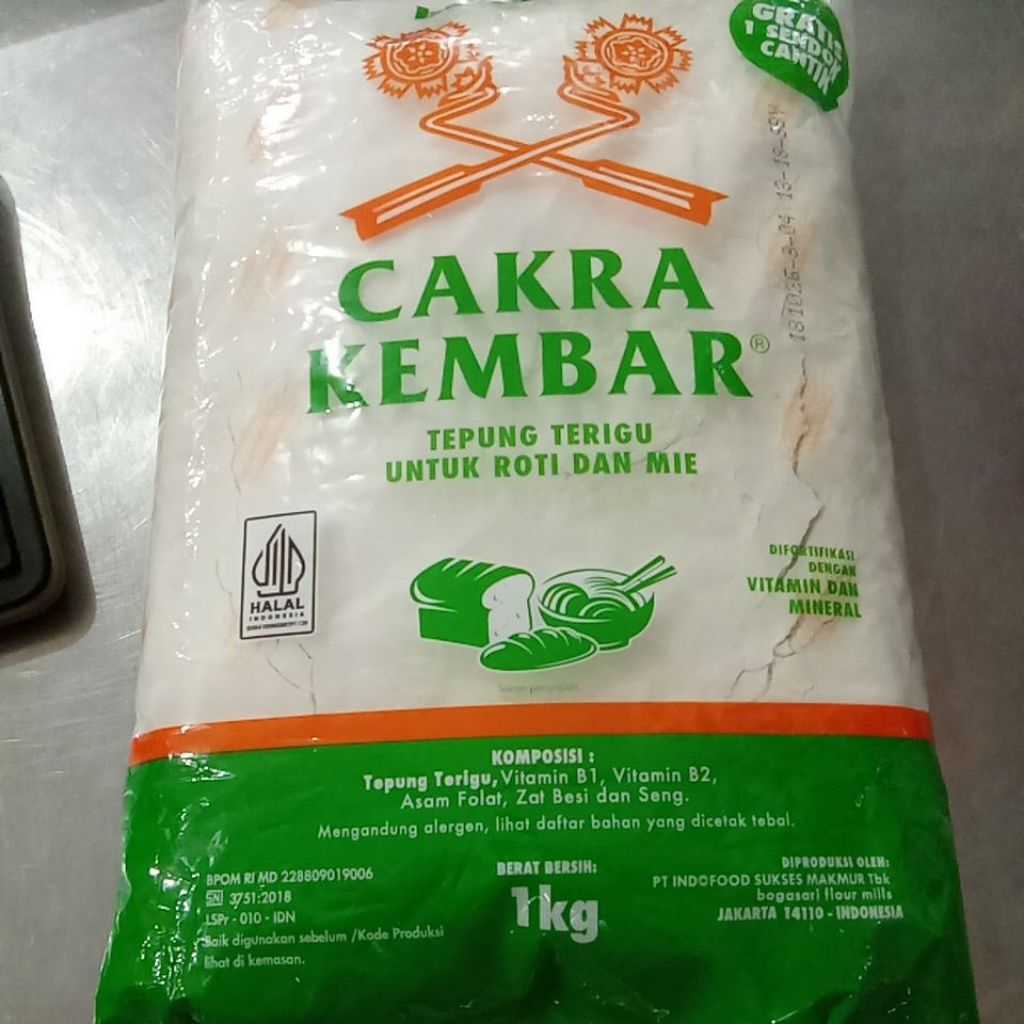 GRATIS
1 SENDOK
CANTIK
CAKRA
KEMBAR®
TEPUNG TERIGU
UNTUK ROTI DAN MIE
HALAL
INDONESIA
DIFORTIFIKASI
DENGAN
VITAMIN DAN
MINERAL
Saran penyajian
KOMPOSISI :
Tepung Terigu, Vitamin B1, Vitamin B2,
Asam Folat, Zat Besi dan Seng.
Mengandung alergen, lihat daftar bahan yang dicetak tebal.
BPOM RI MD 228809019006
SNI 3751:2018
LSPr - 010 - IDN
Baik digunakan sebelum /Kode Produksi
lihat di kemasan.
BERAT BERSIH:
1kg
DIPRODUKSI OLEH:
PT INDOFOOD SUKSES MAKMUR Tbk
bogasari flour mills
JAKARTA 14110 - INDONESIA